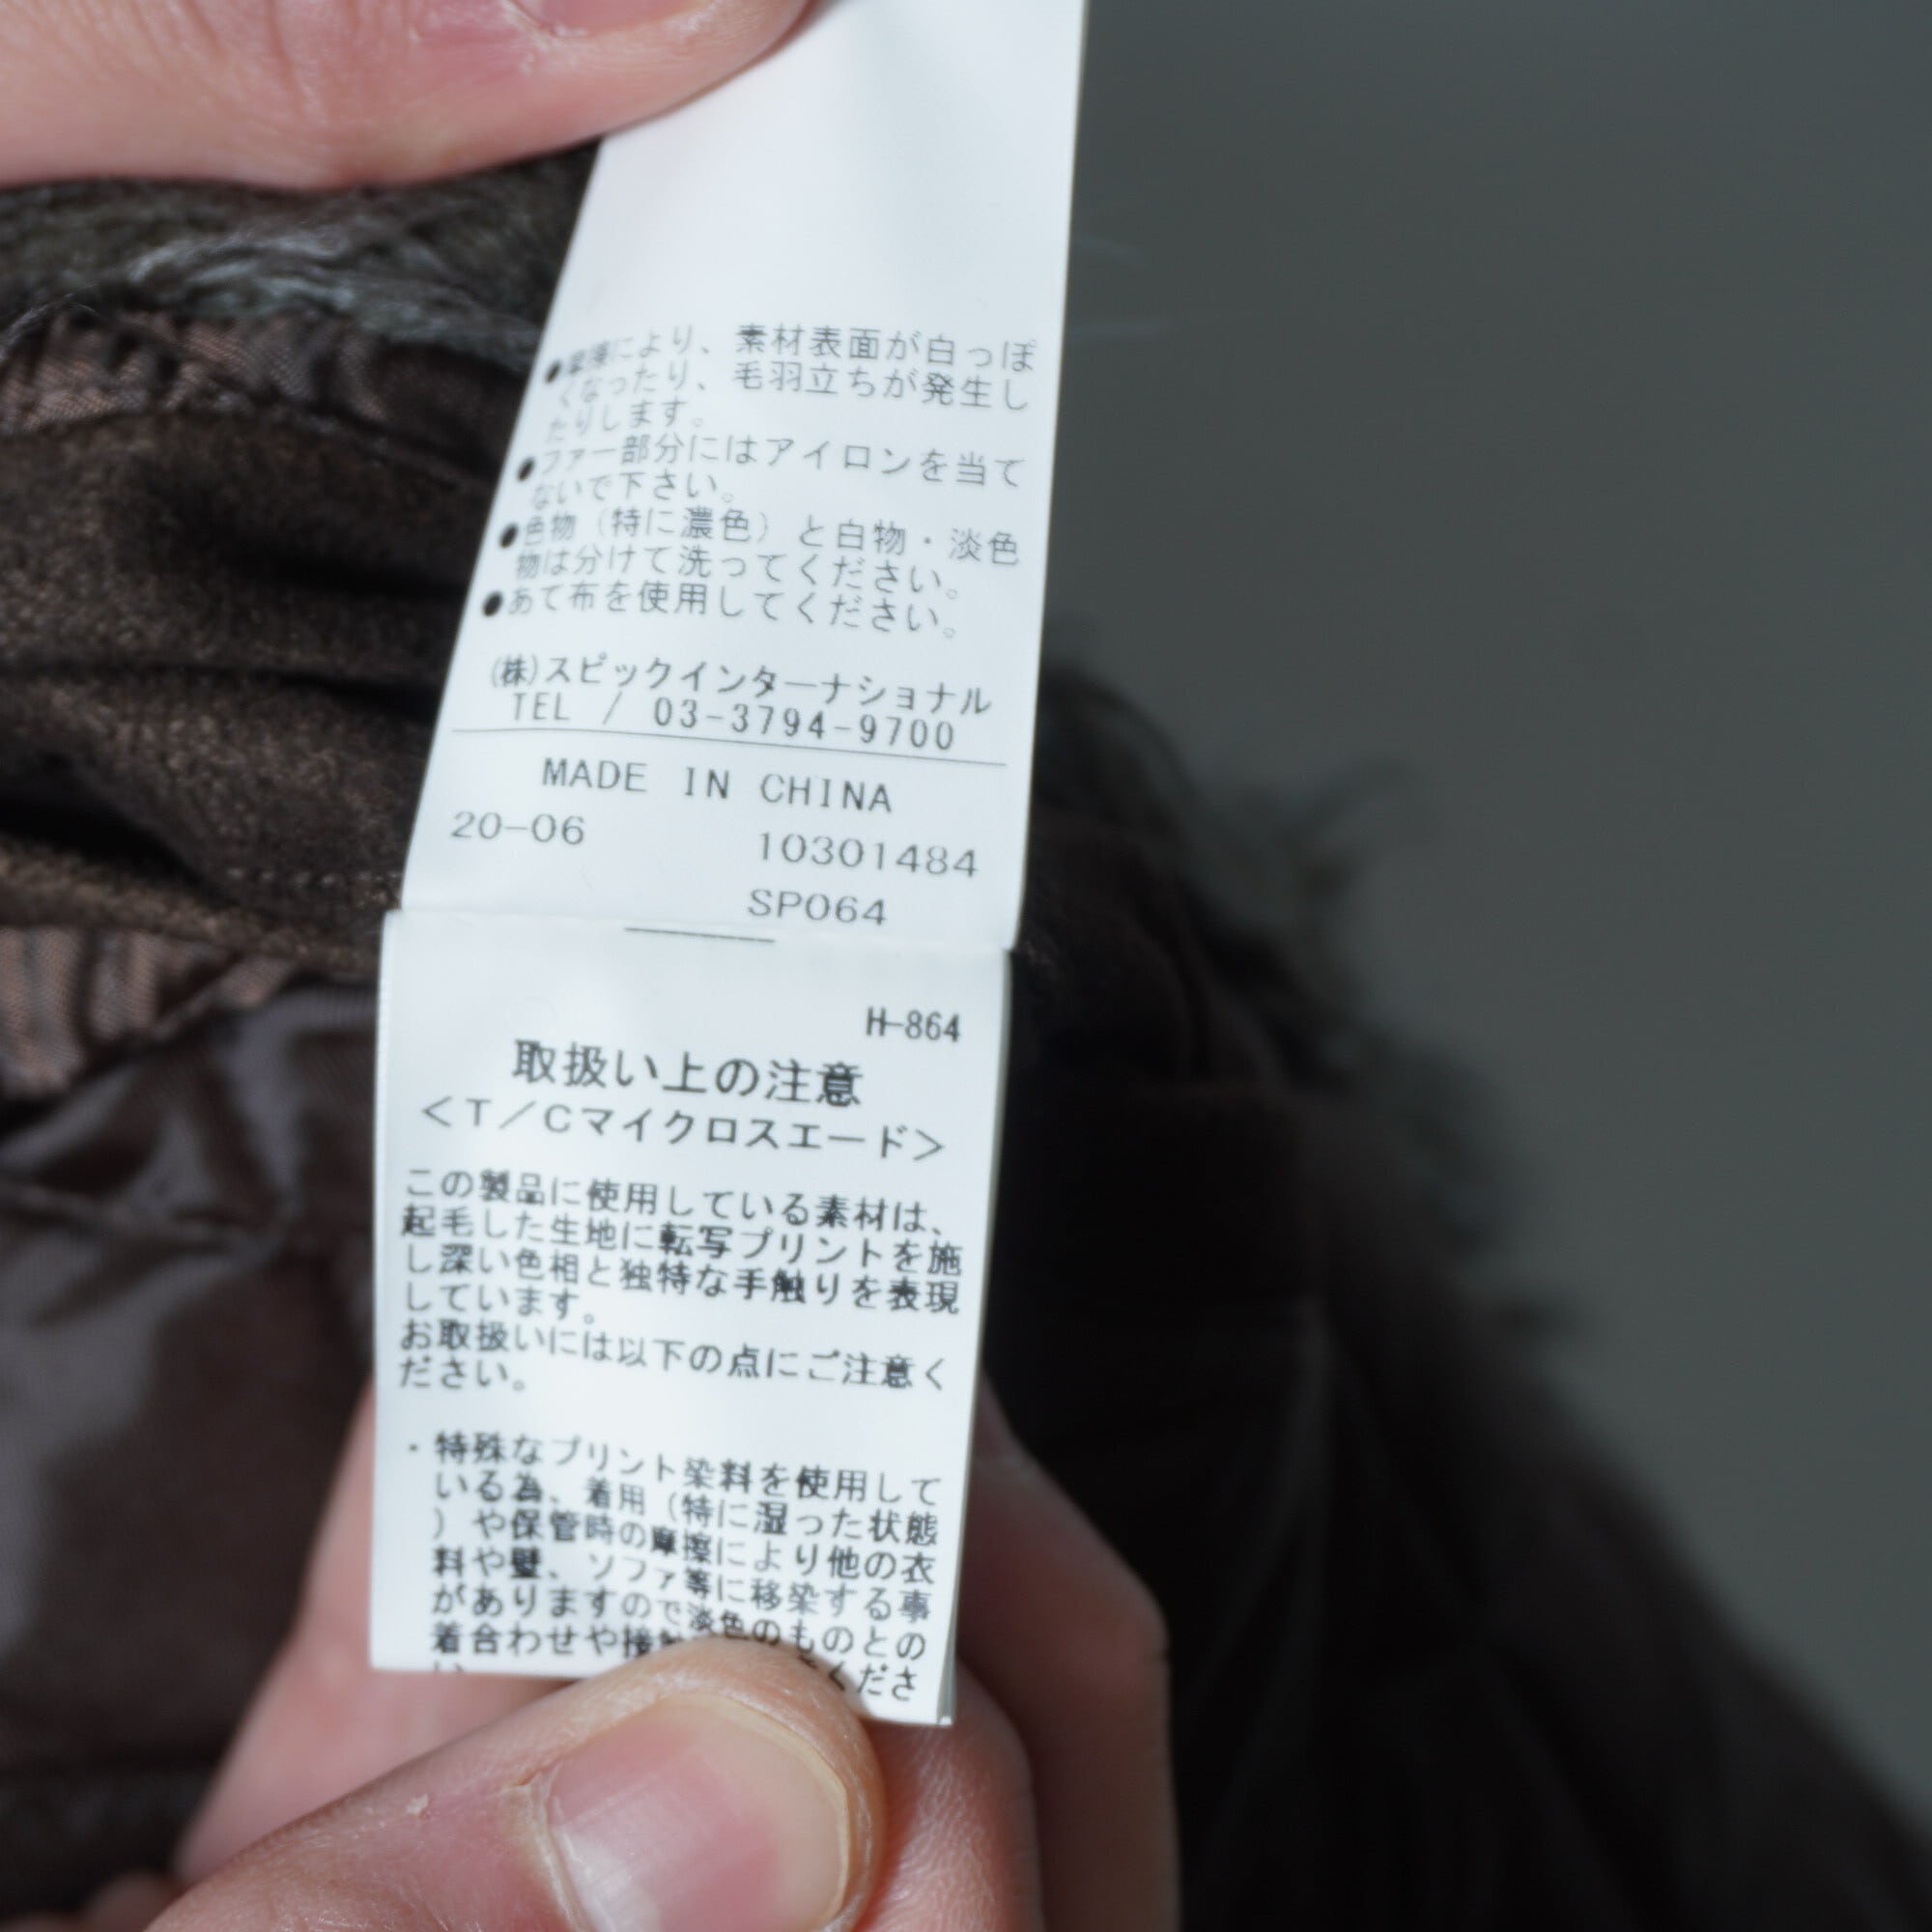 ●摩擦により、素材表面が白っぽ
くなったり、毛羽立ちが発生し
たりします。
●ファー部分にはアイロンを当て
ないで下さい。
●色物（特に濃色）と白物・淡色
物は分けて洗ってください。
●あて布を使用してください。
(株)スピックインターナショナル
TEL / 03-3794-9700
MADE IN CHINA
20-06 10301484
SP064
H-864
取扱い上の注意
＜T／Cマイクロスエード＞
この製品に使用している素材は、
起毛した生地に転写プリントを施
し深い色相と独特な手触りを表現
しています。
お取扱いには以下の点にご注意く
ださい。
・特殊なプリント染料を使用して
いる為、着用（特に湿った状態
）や保管時の摩擦により他の衣
料や壁、ソファ等に移染する事
がありますので淡色のものとの
着合わせや接
くださ